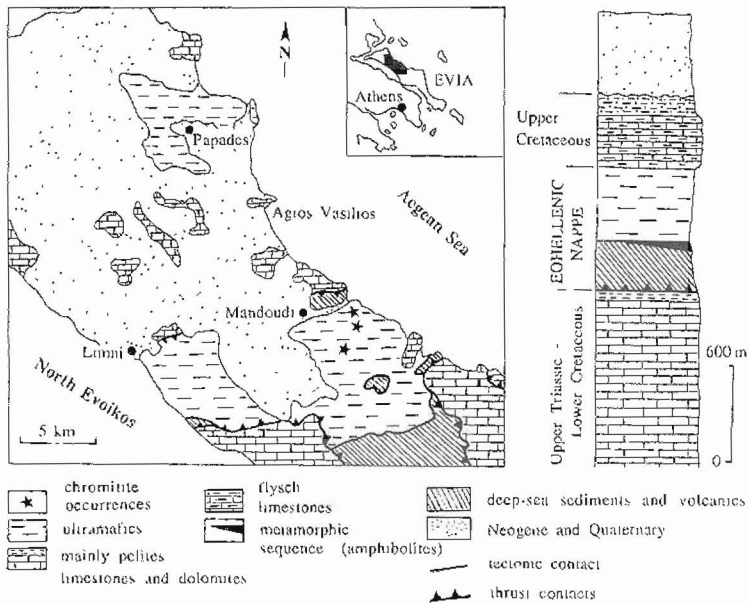 N
EVIA
Athens
Papades
Agios Vasilios
Aegean Sea
Mandoudi
Limni
North Evoikos
5 km
Upper
Cretaceous
EOHELLENIC
NAPPE
Upper Triassic -
Lower Cretaceous
600 m
0
chromitite
occurrences
ultramafics
mainly pelites
limestones and dolomites
flysch
limestones
metamorphic
sequence (amphibolites)
deep-sea sediments and volcanics
Neogene and Quaternary
tectonic contact
thrust contacts